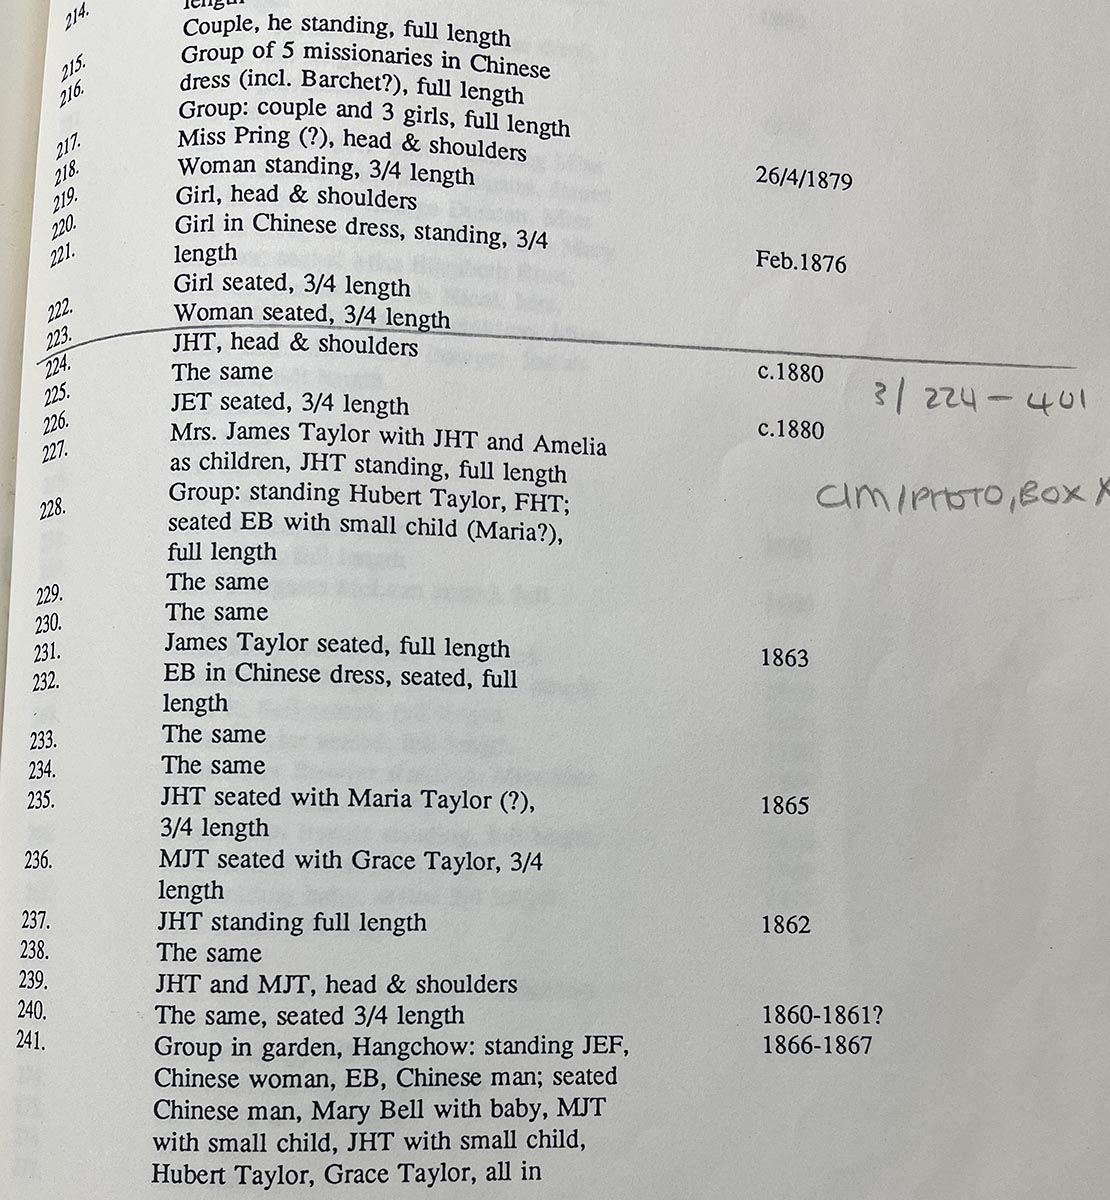 length
214. Couple, he standing, full length
215. Group of 5 missionaries in Chinese
216. dress (incl. Barchet?), full length
Group: couple and 3 girls, full length
217. Miss Pring (?), head & shoulders
218. Woman standing, 3/4 length 26/4/1879
219. Girl, head & shoulders
220. Girl in Chinese dress, standing, 3/4
221. length Feb.1876
Girl seated, 3/4 length
222. Woman seated, 3/4 length
223. JHT, head & shoulders
224. The same c.1880
3/ 224 - 401
225. JET seated, 3/4 length
226. Mrs. James Taylor with JHT and Amelia c.1880
227. as children, JHT standing, full length
Group: standing Hubert Taylor, FHT;
CIM/PHOTO, BOX X
228. seated EB with small child (Maria?),
full length
229. The same
230. The same
231. James Taylor seated, full length 1863
232. EB in Chinese dress, seated, full
length
233. The same
234. The same
235. JHT seated with Maria Taylor (?), 1865
3/4 length
236. MJT seated with Grace Taylor, 3/4
length
237. JHT standing full length 1862
238. The same
239. JHT and MJT, head & shoulders
240. The same, seated 3/4 length 1860-1861?
241. Group in garden, Hangchow: standing JEF, 1866-1867
Chinese woman, EB, Chinese man; seated
Chinese man, Mary Bell with baby, MJT
with small child, JHT with small child,
Hubert Taylor, Grace Taylor, all in